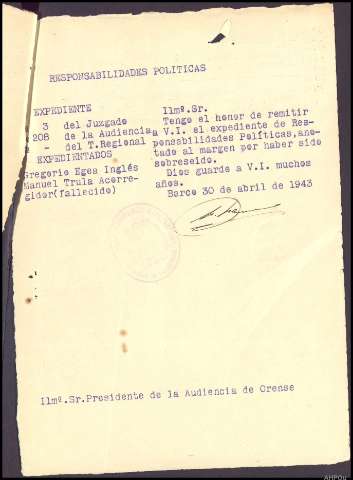 RESPONSABILIDADES POLITICAS
EXPEDIENTE
3 del Juzgado
208 de la Audiencia
- del T.Regional
EXPEDIENTADOS
Gregorio Eges Inglés
Manuel Trula Acorre-
gidor(fallecido)
Ilmº.Sr.
Tengo el honor de remitir
a V.I. el expediente de Res-
ponsabilidades Políticas,ano-
tado al margen por haber sido
sobreseido.
Dios guarde a V.I. muchos
años.
Barco 30 de abril de 1943
Ilmº.Sr.Presidente de la Audiencia de Orense
AHPOu